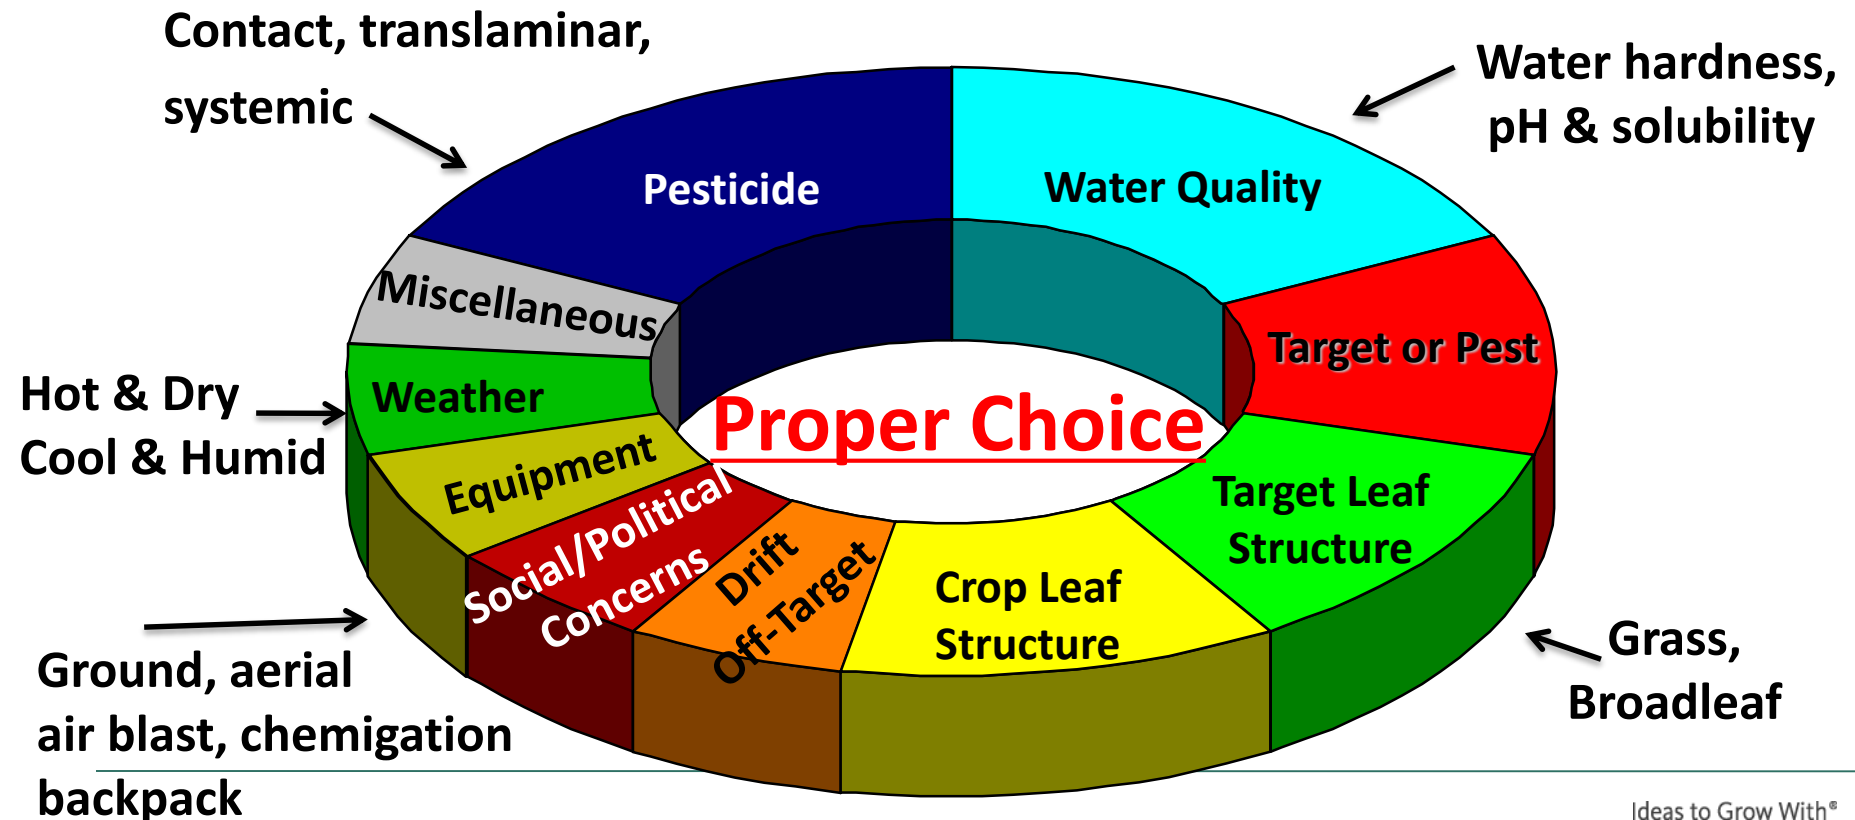 Contact, translaminar,
systemic
Water hardness,
pH & solubility
Pesticide
Water Quality
Miscellaneous
Target or Pest
Weather
Hot & Dry
Cool & Humid
Proper Choice
Equipment
Target Leaf
Structure
Social/Political
Concerns
Drift
Off-Target
Crop Leaf
Structure
Grass,
Broadleaf
Ground, aerial
air blast, chemigation
backpack
Ideas to Grow With®